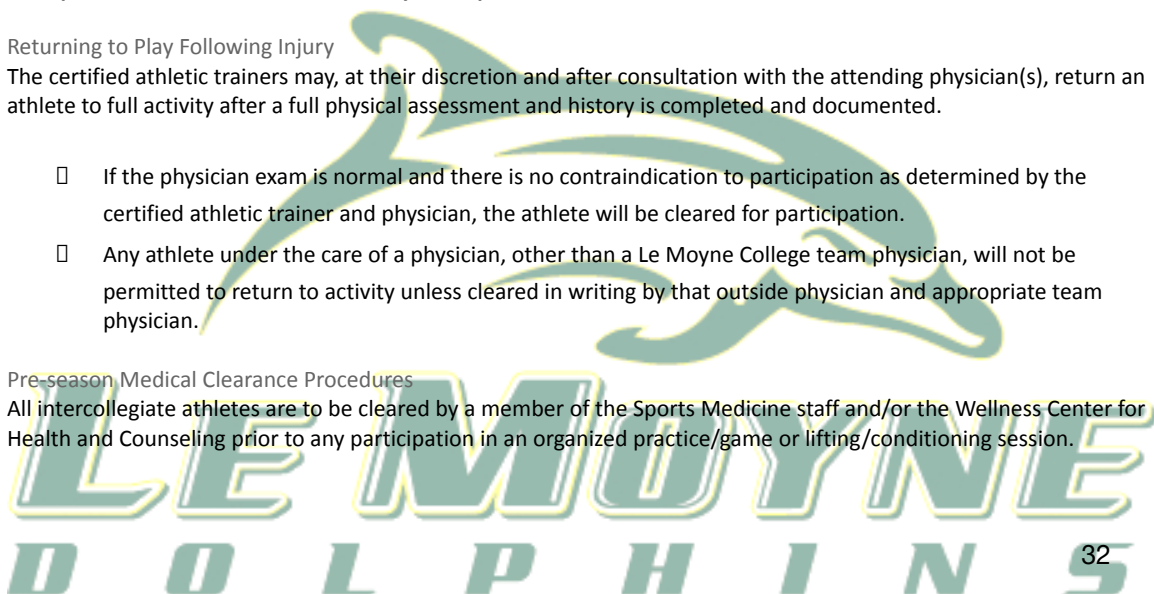 Returning to Play Following Injury
The certified athletic trainers may, at their discretion and after consultation with the attending physician(s), return an
athlete to full activity after a full physical assessment and history is completed and documented.
If the physician exam is normal and there is no contraindication to participation as determined by the
certified athletic trainer and physician, the athlete will be cleared for participation.
Any athlete under the care of a physician, other than a Le Moyne College team physician, will not be
permitted to return to activity unless cleared in writing by that outside physician and appropriate team
physician.
Pre-season Medical Clearance Procedures
All intercollegiate athletes are to be cleared by a member of the Sports Medicine staff and/or the Wellness Center for
Health and Counseling prior to any participation in an organized practice/game or lifting/conditioning session.
LE MOYNE
DOLPHINS
32